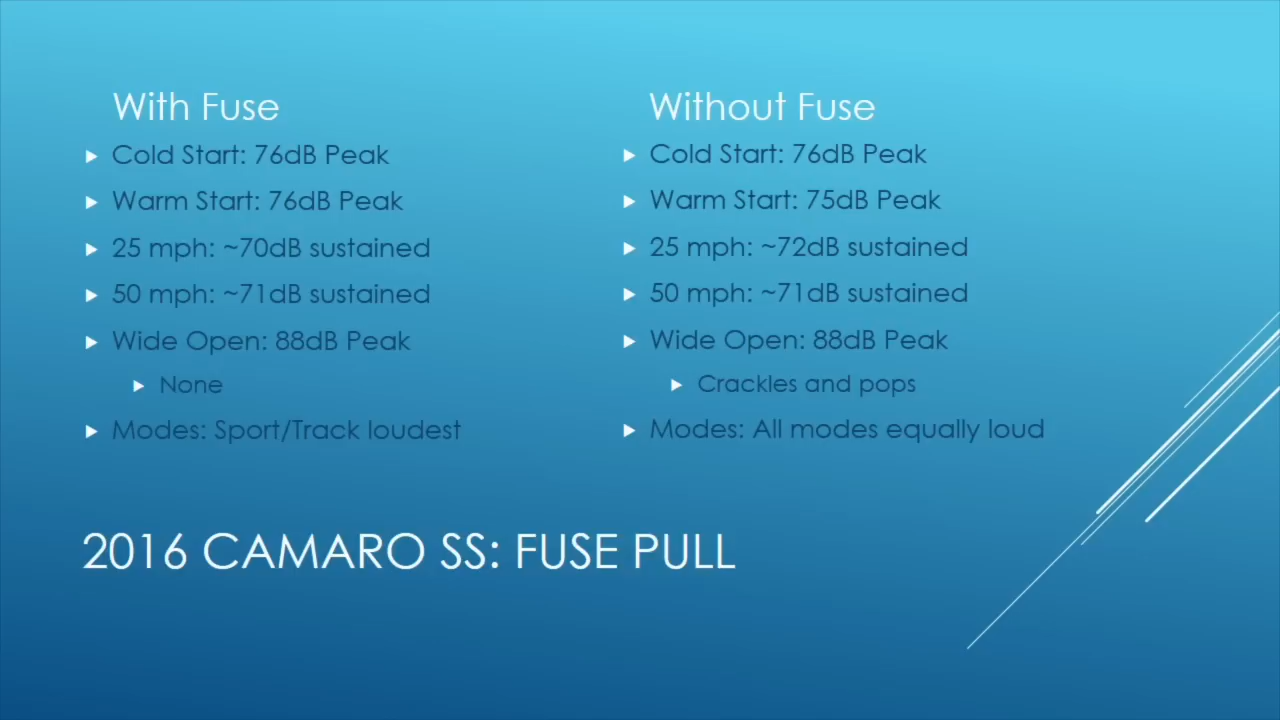 With Fuse
Cold Start: 76dB Peak
Warm Start: 76dB Peak
25 mph: ~70dB sustained
50 mph: ~71dB sustained
Wide Open: 88dB Peak
None
Modes: Sport/Track loudest
Without Fuse
Cold Start: 76dB Peak
Warm Start: 75dB Peak
25 mph: ~72dB sustained
50 mph: ~71dB sustained
Wide Open: 88dB Peak
Crackles and pops
Modes: All modes equally loud
2016 CAMARO SS: FUSE PULL